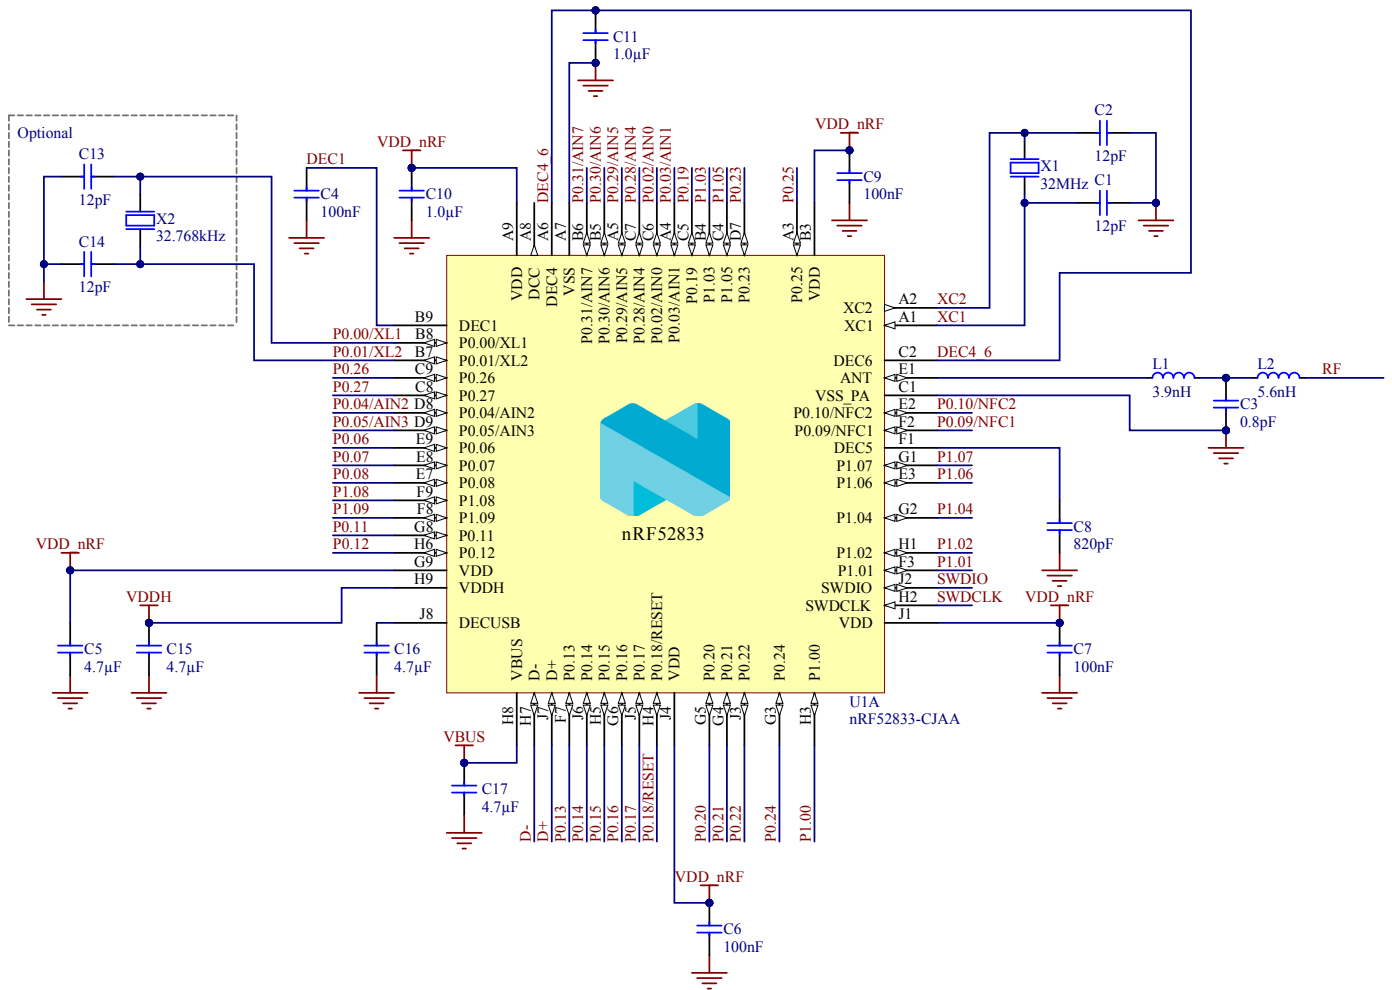 C11
1.0µF
Optional
C13
12pF
X2
32.768kHz
C14
12pF
DEC1
C4
100nF
VDD_nRF
C10
1.0µF
DEC4_6
P0.31/AIN7
P0.30/AIN6
P0.29/AIN5
P0.28/AIN4
P0.02/AIN0
P0.03/AIN1
P0.19
P1.03
P1.05
P0.23
P0.25
VDD_nRF
C9
100nF
C2
12pF
X1
32MHz
C1
12pF
A9
A8
A6
A7
B6
B5
A5
C7
C6
A4
C5
B4
C4
D7
A3
B3
VDD
DCC
DEC4
VSS
P0.31/AIN7
P0.30/AIN6
P0.29/AIN5
P0.28/AIN4
P0.02/AIN0
P0.03/AIN1
P0.19
P1.03
P1.05
P0.23
P0.25
VDD
B9 DEC1
P0.00/XL1 B8 P0.00/XL1
P0.01/XL2 B7 P0.01/XL2
P0.26 C9 P0.26
P0.27 C8 P0.27
P0.04/AIN2 D8 P0.04/AIN2
P0.05/AIN3 D9 P0.05/AIN3
P0.06 E9 P0.06
P0.07 E8 P0.07
P0.08 E7 P0.08
P1.08 F9 P1.08
P1.09 F8 P1.09
P0.11 G8 P0.11
P0.12 H6 P0.12
G9 VDD
H9 VDDH
J8 DECUSB
VDD_nRF
C5
4.7µF
VDDH
C15
4.7µF
C16
4.7µF
nRF52833
XC2 A2 XC2
XC1 A1 XC1
DEC6 C2 DEC4_6
ANT E1
VSS_PA C1
P0.10/NFC2 E2 P0.10/NFC2
P0.09/NFC1 F2 P0.09/NFC1
DEC5 F1
P1.07 G1 P1.07
P1.06 E3 P1.06
P1.04 G2 P1.04
P1.02 H1 P1.02
P1.01 F3 P1.01
SWDIO J2 SWDIO
SWDCLK H2 SWDCLK
VDD J1
L1
3.9nH
L2
5.6nH
RF
C3
0.8pF
C8
820pF
VDD_nRF
C7
100nF
VBUS
D-
D+
P0.13
P0.14
P0.15
P0.16
P0.17
P0.18/RESET
VDD
P0.20
P0.21
P0.22
P0.24
P1.00
U1A
nRF52833-CJAA
H8
H7
J7
F7
J6
H5
G6
J5
H4
J4
G5
G4
J3
G3
H3
VBUS
C17
4.7µF
D-
D+
P0.13
P0.14
P0.15
P0.16
P0.17
P0.18/RESET
P0.20
P0.21
P0.22
P0.24
P1.00
VDD_nRF
C6
100nF